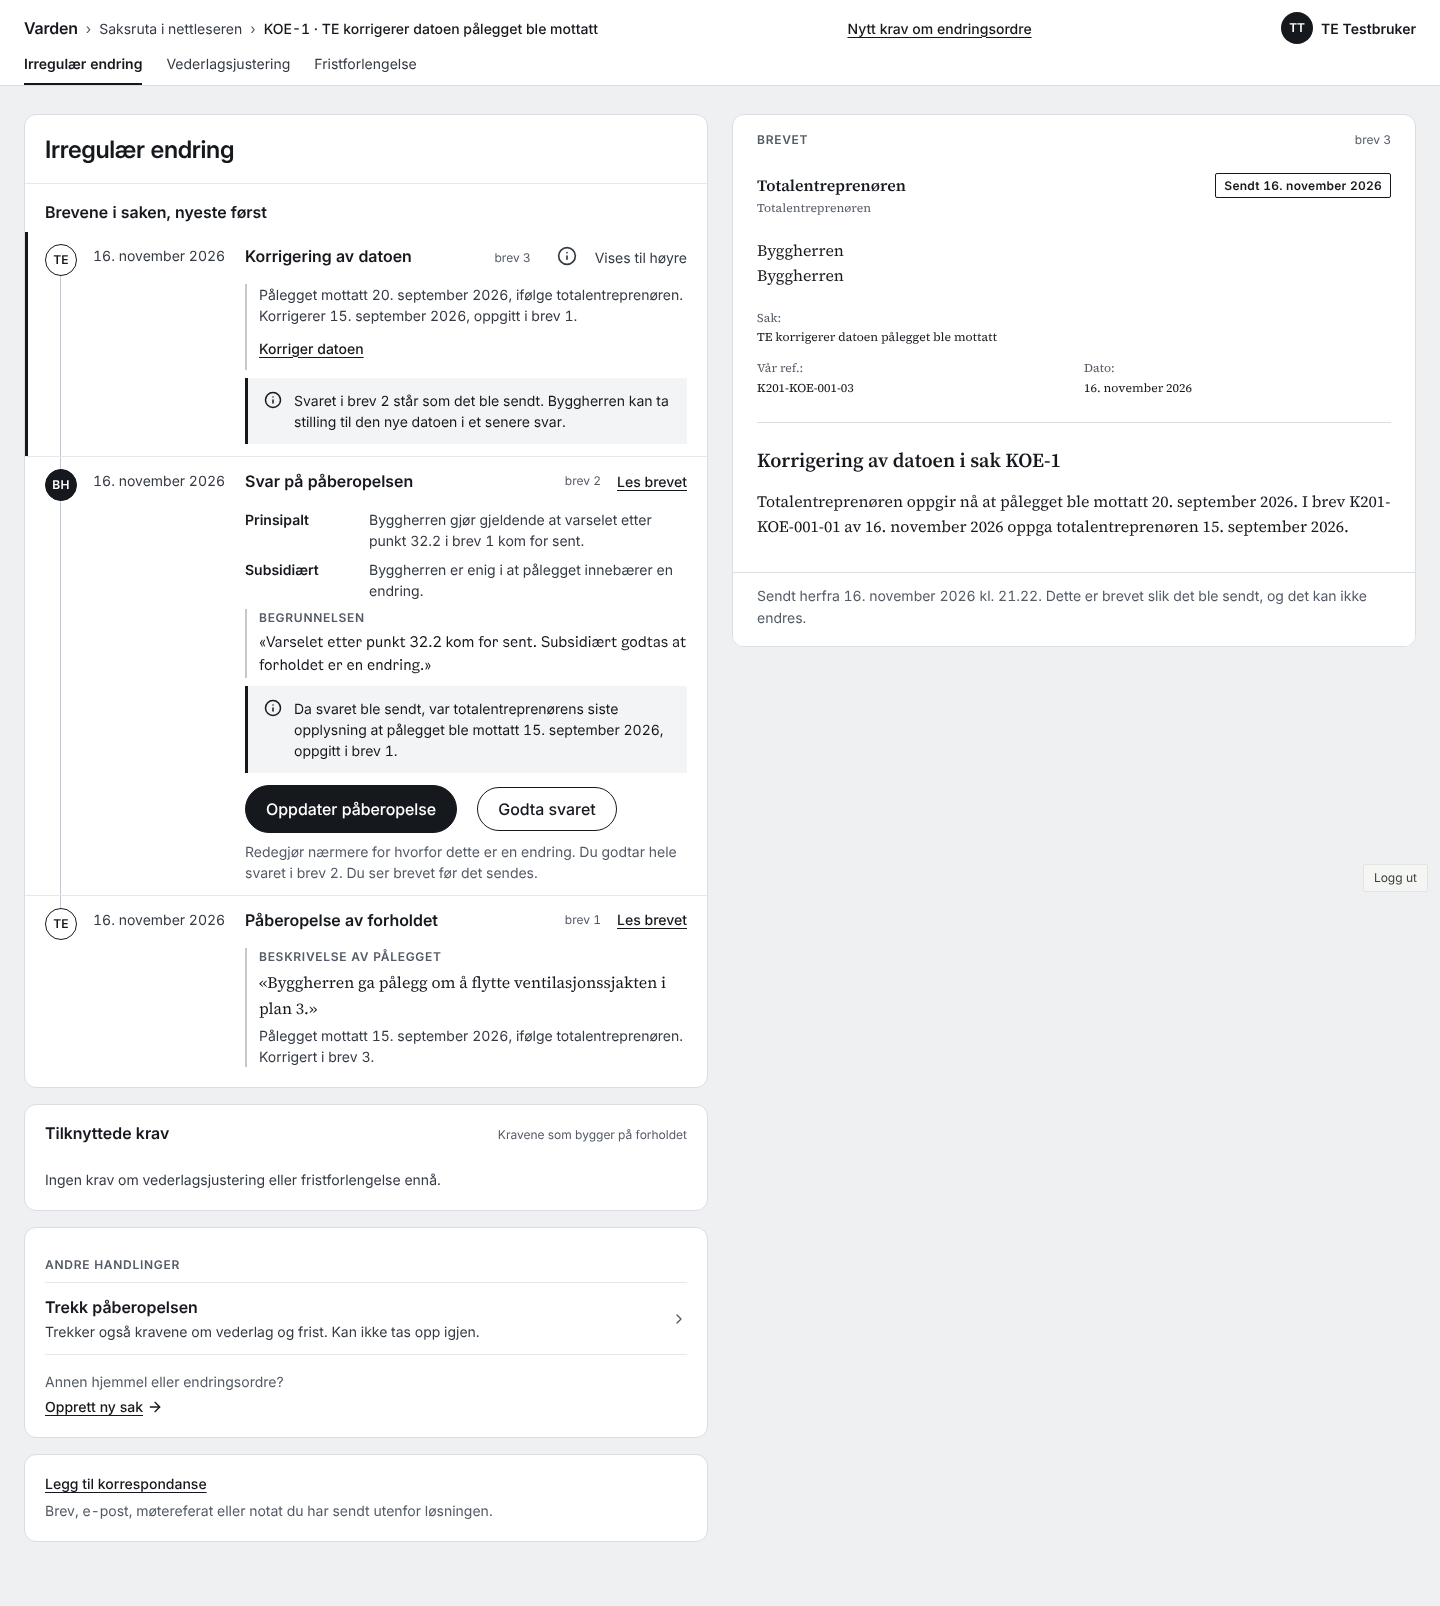 Varden › Saksruta i nettleseren › KOE-1 · TE korrigerer datoen pålegget ble mottatt
Nytt krav om endringsordre
TT TE Testbruker
Irregulær endring Vederlagsjustering Fristforlengelse
Irregulær endring
Brevene i saken, nyeste først
TE 16. november 2026 Korrigering av datoen brev 3 Vises til høyre
Pålegget mottatt 20. september 2026, ifølge totalentreprenøren.
Korrigerer 15. september 2026, oppgitt i brev 1.
Korriger datoen
Svaret i brev 2 står som det ble sendt. Byggherren kan ta
stilling til den nye datoen i et senere svar.
BH 16. november 2026 Svar på påberopelsen brev 2 Les brevet
Prinsipalt Byggherren gjør gjeldende at varselet etter
punkt 32.2 i brev 1 kom for sent.
Subsidiært Byggherren er enig i at pålegget innebærer en
endring.
BEGRUNNELSEN
«Varselet etter punkt 32.2 kom for sent. Subsidiært godtas at
forholdet er en endring.»
Da svaret ble sendt, var totalentreprenørens siste
opplysning at pålegget ble mottatt 15. september 2026,
oppgitt i brev 1.
Oppdater påberopelse Godta svaret
Redegjør nærmere for hvorfor dette er en endring. Du godtar hele
svaret i brev 2. Du ser brevet før det sendes.
TE 16. november 2026 Påberopelse av forholdet brev 1 Les brevet
BESKRIVELSE AV PÅLEGGET
«Byggherren ga pålegg om å flytte ventilasjonssjakten i
plan 3.»
Pålegget mottatt 15. september 2026, ifølge totalentreprenøren.
Korrigert i brev 3.
Tilknyttede krav Kravene som bygger på forholdet
Ingen krav om vederlagsjustering eller fristforlengelse ennå.
ANDRE HANDLINGER
Trekk påberopelsen
Trekker også kravene om vederlag og frist. Kan ikke tas opp igjen.
Annen hjemmel eller endringsordre?
Opprett ny sak →
Legg til korrespondanse
Brev, e-post, møtereferat eller notat du har sendt utenfor løsningen.
BREVET brev 3
Totalentreprenøren Sendt 16. november 2026
Totalentreprenøren
Byggherren
Byggherren
Sak:
TE korrigerer datoen pålegget ble mottatt
Vår ref.: Dato:
K201-KOE-001-03 16. november 2026
Korrigering av datoen i sak KOE-1
Totalentreprenøren oppgir nå at pålegget ble mottatt 20. september 2026. I brev K201-
KOE-001-01 av 16. november 2026 oppga totalentreprenøren 15. september 2026.
Sendt herfra 16. november 2026 kl. 21.22. Dette er brevet slik det ble sendt, og det kan ikke
endres.
Logg ut